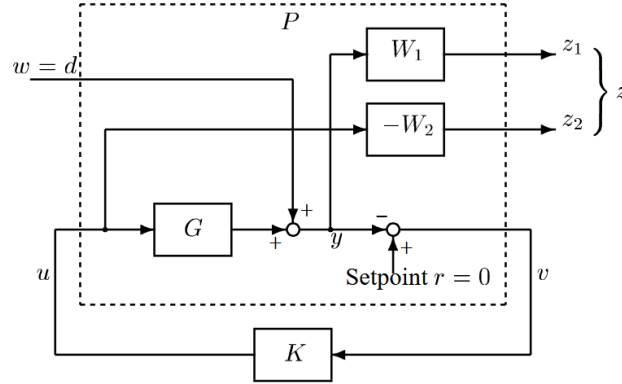 P
W₁
z₁
w = d
z
−W₂
z₂
+
G
+
y
−
+
u
Setpoint r = 0
v
K